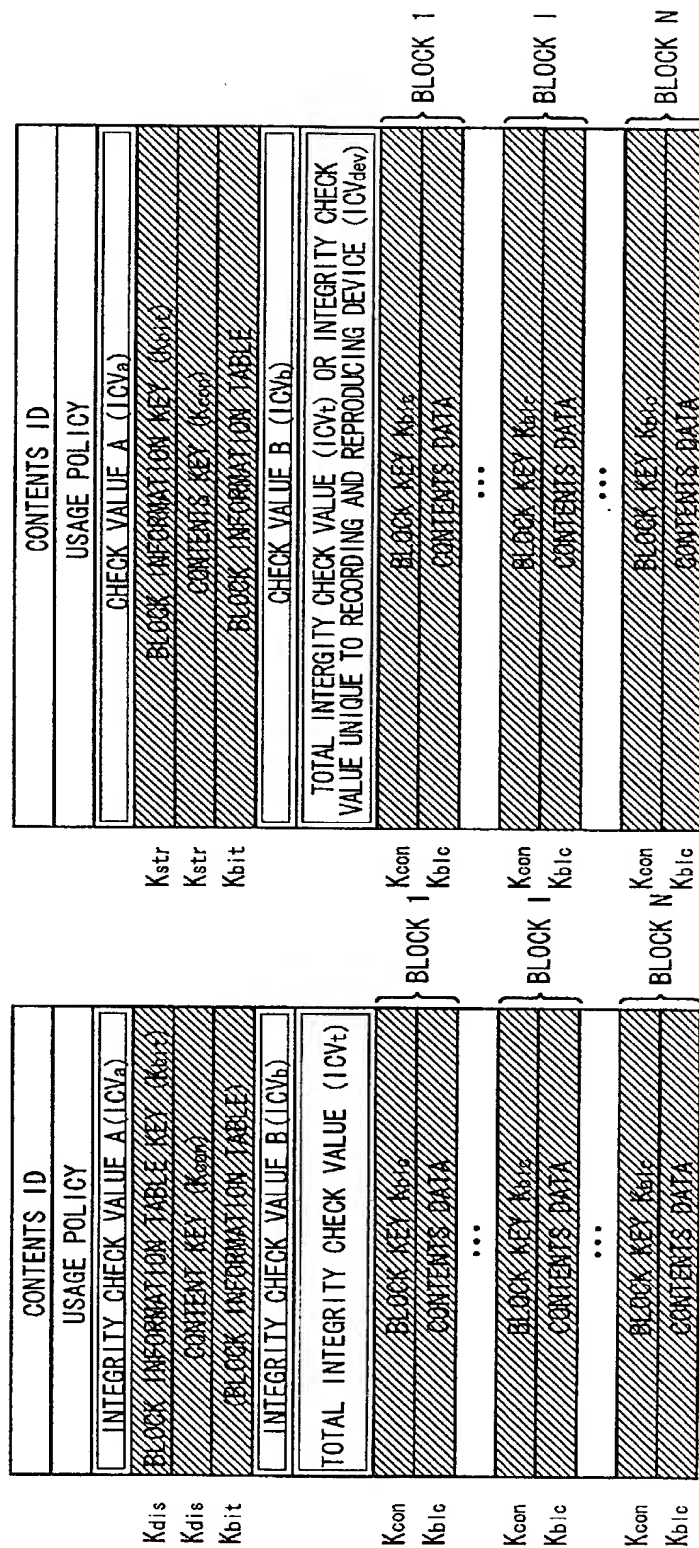 CONTENTS ID
USAGE POLICY
INTEGRITY CHECK VALUE A (ICVa)
Kdis BLOCK INFORMATION TABLE KEY (Kbit)
Kdis CONTENT KEY (Kcon)
Kbit (BLOCK INFORMATION TABLE)
INTEGRITY CHECK VALUE B (ICVb)
TOTAL INTEGRITY CHECK VALUE (ICVt)
Kcon BLOCK KEY Kblc
Kblc CONTENTS DATA
BLOCK 1
...
Kcon BLOCK KEY Kblc
Kblc CONTENTS DATA
BLOCK I
...
Kcon BLOCK KEY Kblc
Kblc CONTENTS DATA
BLOCK N
CONTENTS ID
USAGE POLICY
CHECK VALUE A (ICVa)
Kstr BLOCK INFORMATION KEY (Kbit)
Kstr CONTENTS KEY (Kcon)
Kbit BLOCK INFORMATION TABLE
CHECK VALUE B (ICVb)
TOTAL INTERGITY CHECK VALUE (ICVt) OR INTEGRITY CHECK
VALUE UNIQUE TO RECORDING AND REPRODUCING DEVICE (ICVdev)
Kcon BLOCK KEY Kblc
Kblc CONTENTS DATA
BLOCK 1
...
Kcon BLOCK KEY Kblc
Kblc CONTENTS DATA
BLOCK I
...
Kcon BLOCK KEY Kblc
Kblc CONTENTS DATA
BLOCK N